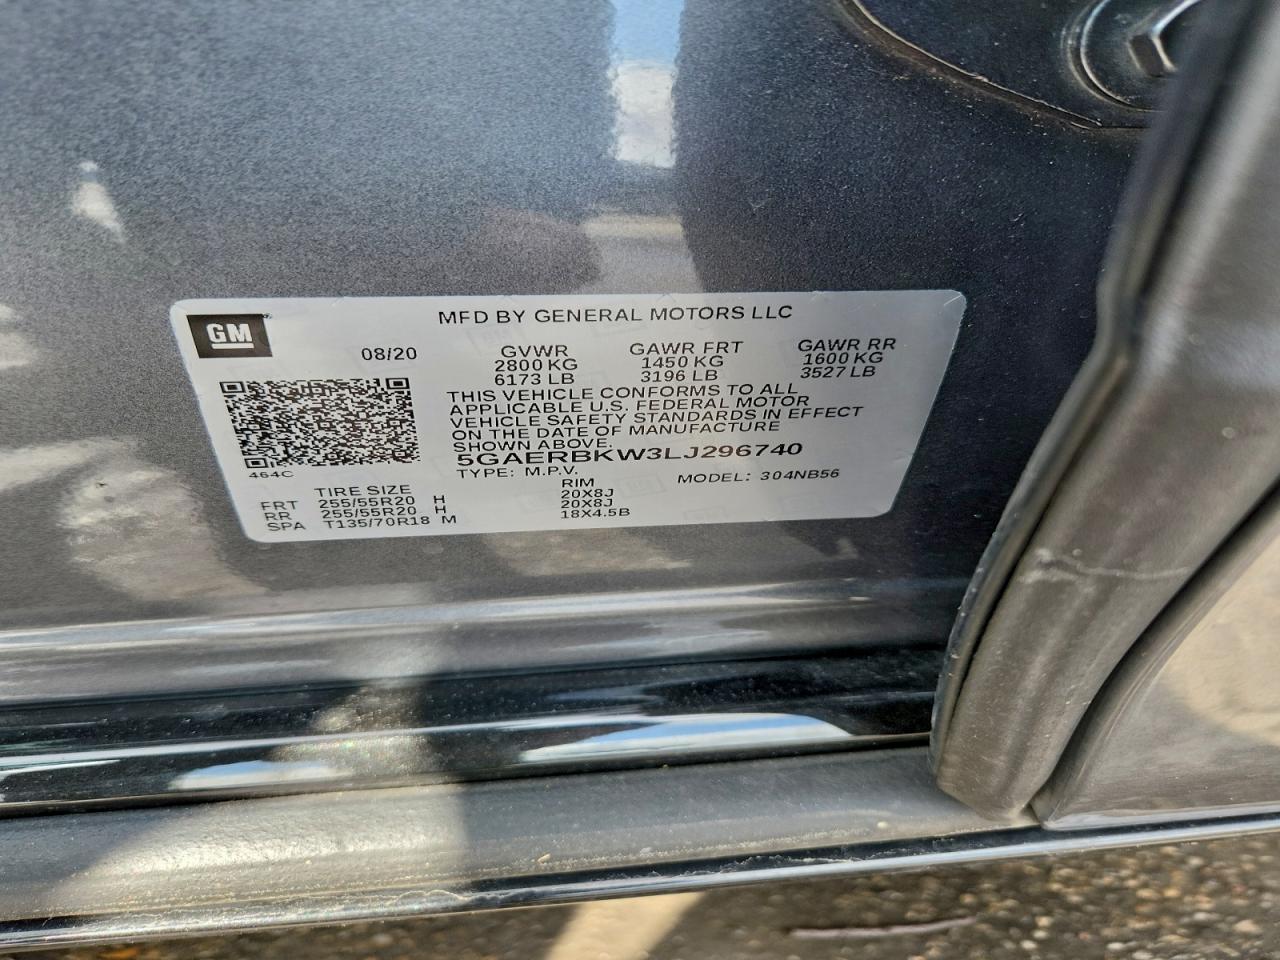 GM
MFD BY GENERAL MOTORS LLC
08/20
GVWR GAWR FRT GAWR RR
2800 KG 1450 KG 1600 KG
6173 LB 3196 LB 3527 LB
THIS VEHICLE CONFORMS TO ALL
APPLICABLE U.S. FEDERAL MOTOR
VEHICLE SAFETY STANDARDS IN EFFECT
ON THE DATE OF MANUFACTURE
SHOWN ABOVE.
5GAERBKW3LJ296740
464C
TYPE: M.P.V. MODEL: 304NB56
TIRE SIZE RIM
FRT 255/55R20 H 20X8J
RR 255/55R20 H 20X8J
SPA T135/70R18 M 18X4.5B